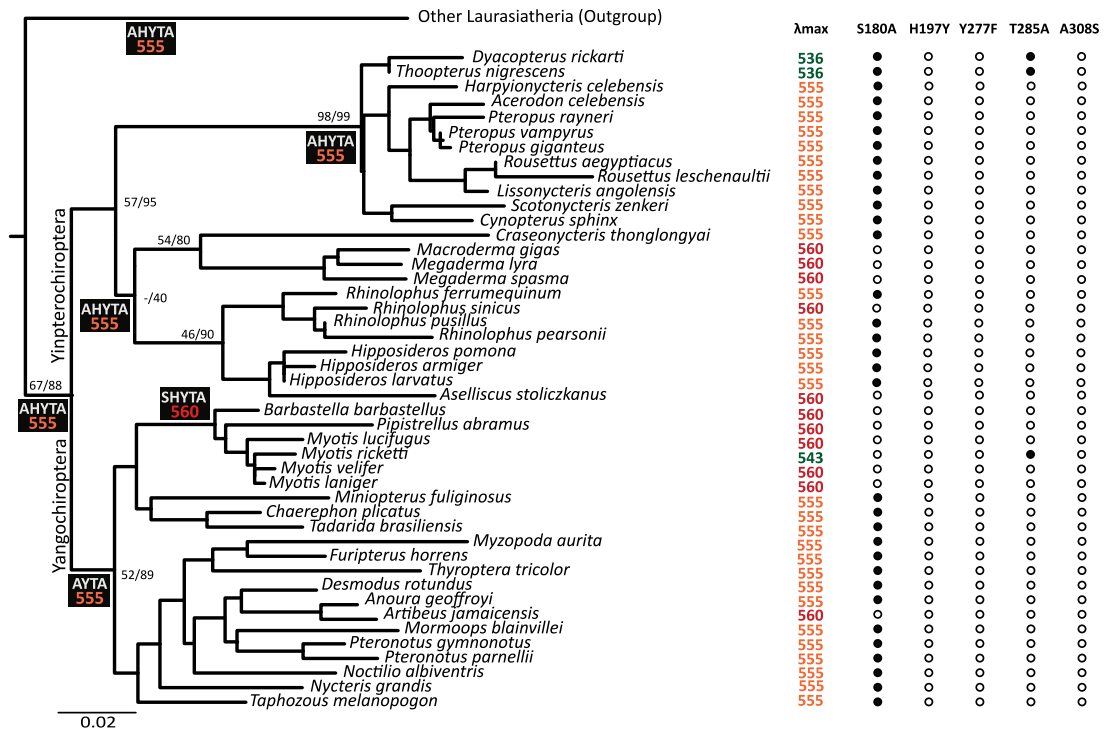 Other Laurasiatheria (Outgroup)
AHYTA
555
λmax S180A H197Y Y277F T285A A308S
Dyacopterus rickarti 536
Thoopterus nigrescens 536
Harpyionycteris celebensis 555
Acerodon celebensis 555
Pteropus rayneri 555
Pteropus vampyrus 555
Pteropus giganteus 555
Rousettus aegyptiacus 555
Rousettus leschenaultii 555
Lissonycteris angolensis 555
Scotonycteris zenkeri 555
Cynopterus sphinx 555
Craseonycteris thonglongyai 555
Macroderma gigas 560
Megaderma lyra 560
Megaderma spasma 560
Rhinolophus ferrumequinum 555
Rhinolophus sinicus 560
Rhinolophus pusillus 555
Rhinolophus pearsonii 555
Hipposideros pomona 555
Hipposideros armiger 555
Hipposideros larvatus 555
Aselliscus stoliczkanus 560
Barbastella barbastellus 560
Pipistrellus abramus 560
Myotis lucifugus 560
Myotis ricketti 543
Myotis velifer 560
Myotis laniger 560
Miniopterus fuliginosus 555
Chaerephon plicatus 555
Tadarida brasiliensis 555
Myzopoda aurita 555
Furipterus horrens 555
Thyroptera tricolor 555
Desmodus rotundus 555
Anoura geoffroyi 555
Artibeus jamaicensis 560
Mormoops blainvillei 555
Pteronotus gymnonotus 555
Pteronotus parnellii 555
Noctilio albiventris 555
Nycteris grandis 555
Taphozous melanopogon 555
98/99
AHYTA
555
57/95
54/80
-/40
AHYTA
555
46/90
Yinpterochiroptera
67/88
AHYTA
555
SHYTA
560
Yangochiroptera
52/89
AYTA
555
0.02